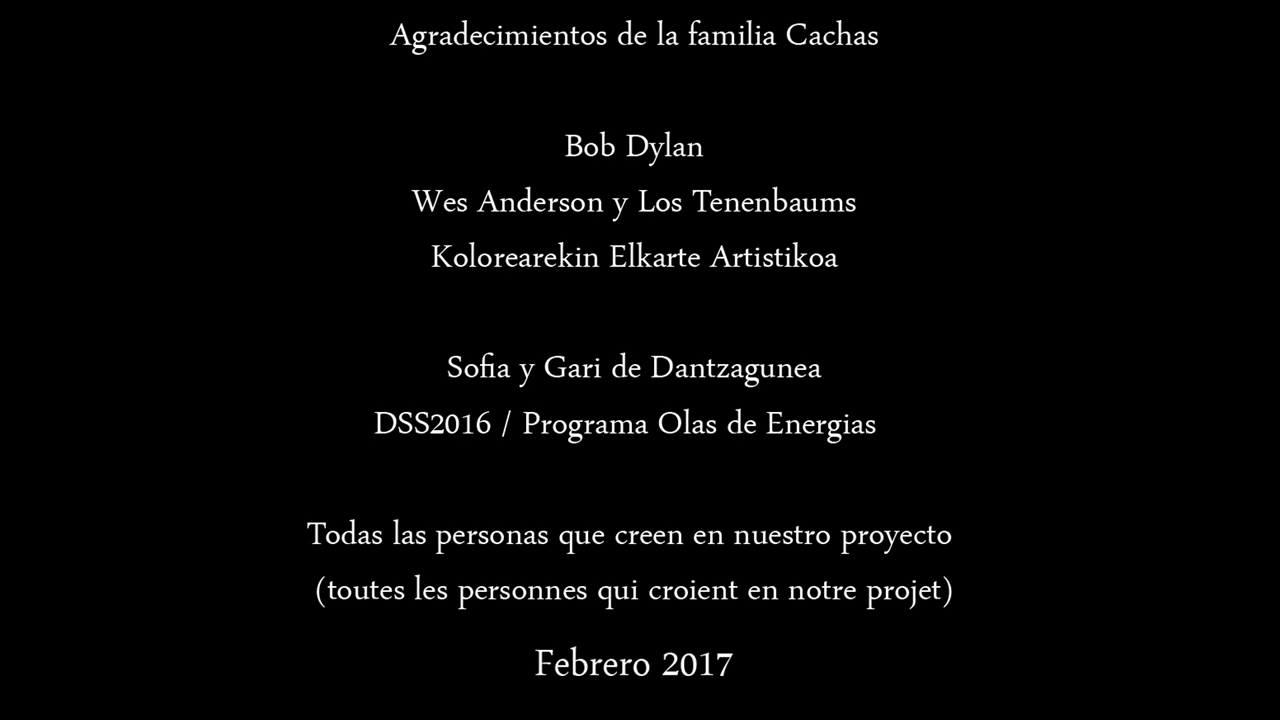 Agradecimientos de la familia Cachas
Bob Dylan
Wes Anderson y Los Tenenbaums
Kolorearekin Elkarte Artistikoa
Sofia y Gari de Dantzagunea
DSS2016 / Programa Olas de Energias
Todas las personas que creen en nuestro proyecto
(toutes les personnes qui croient en notre projet)
Febrero 2017